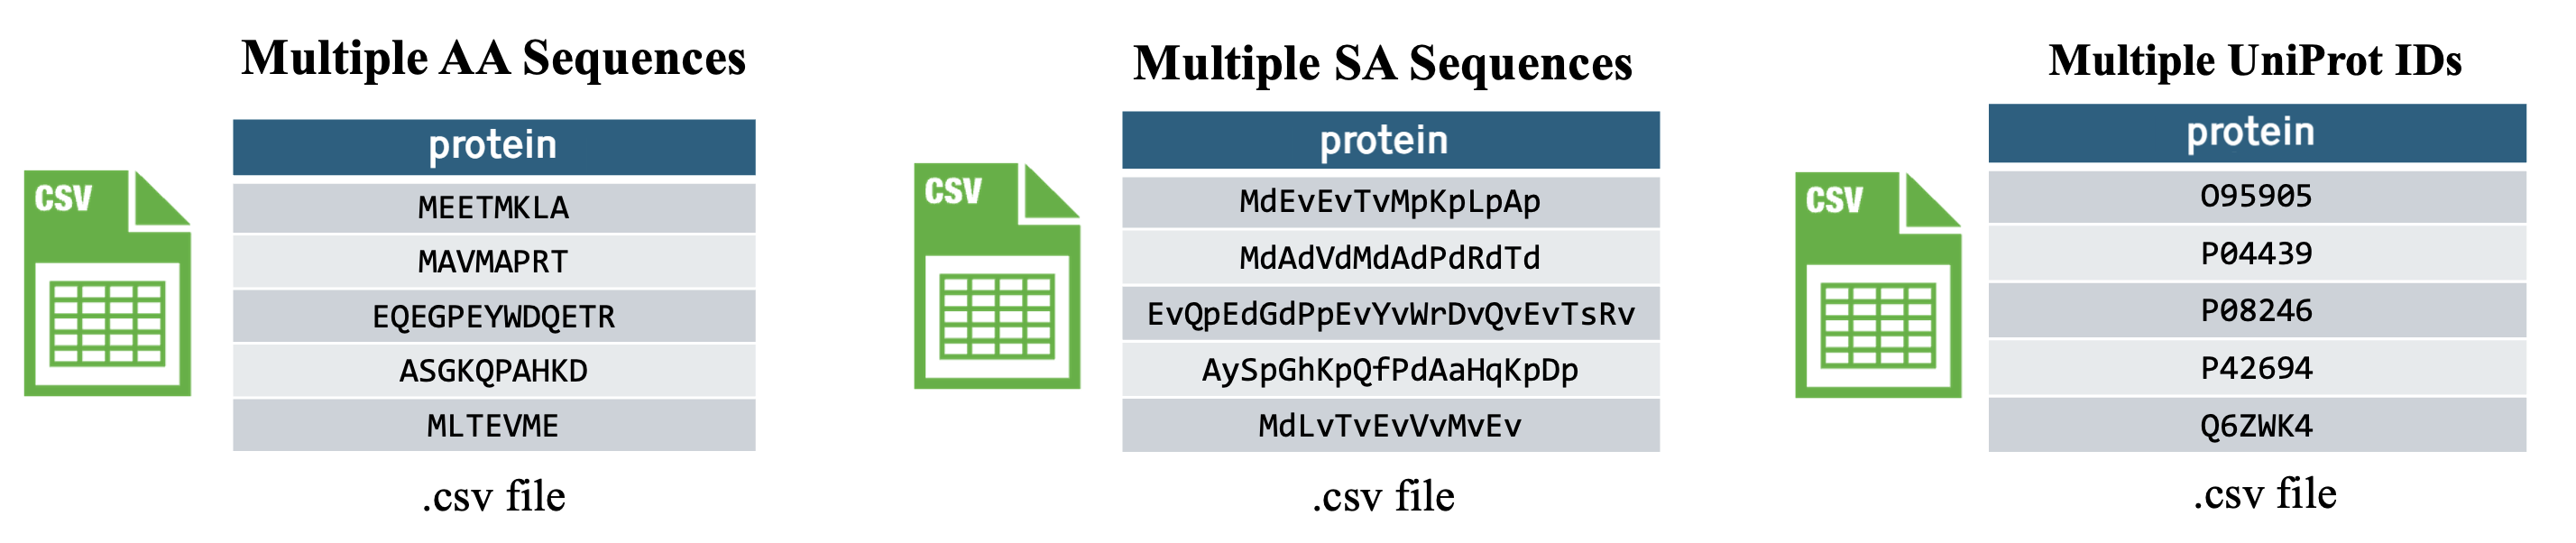 Multiple AA Sequences
CSV
protein
MEETMKLA
MAVMAPRT
EQEGPEYWDQETR
ASGKQPAHKD
MLTEVME
.csv file
Multiple SA Sequences
CSV
protein
MdEvEvTvMpKpLpAp
MdAdVdMdAdPdRdTd
EvQpEdGdPpEvYvWrDvQvEvTsRv
AySpGhKpQfPdAaHqKpDp
MdLvTvEvVvMvEv
.csv file
Multiple UniProt IDs
CSV
protein
O95905
P04439
P08246
P42694
Q6ZWK4
.csv file